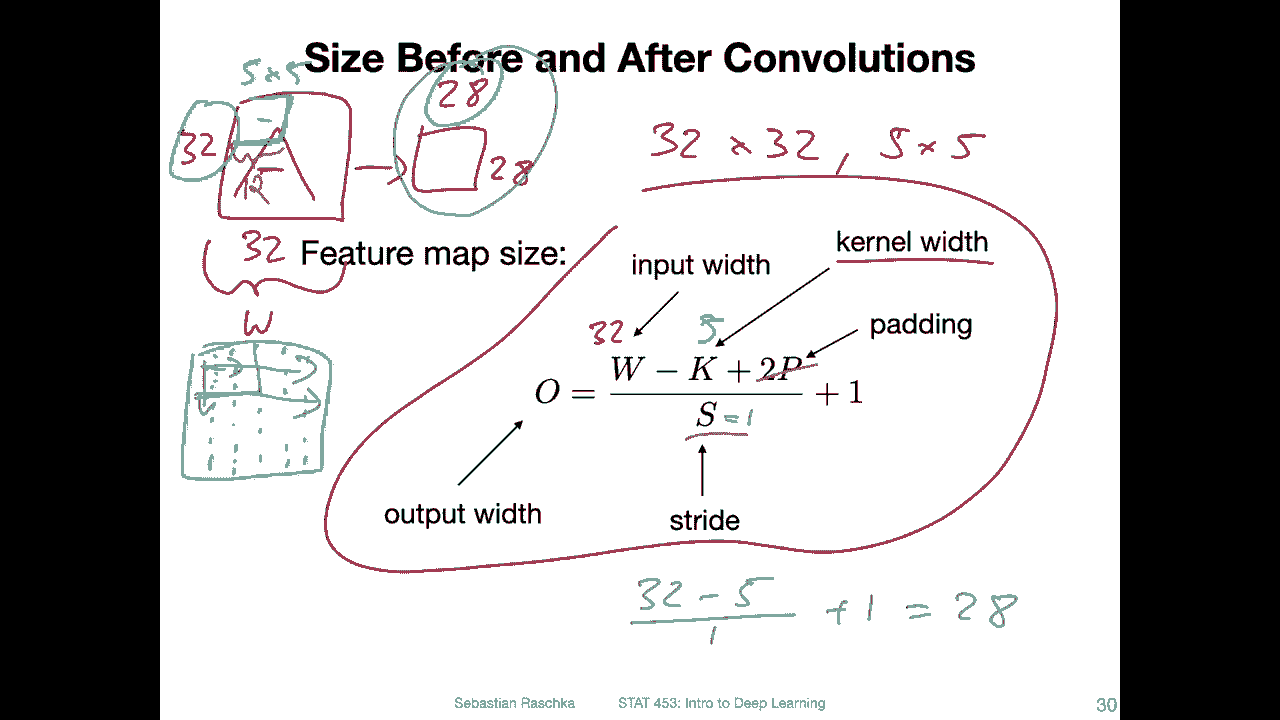 Size Before and After Convolutions
5 × 5
28
32
28
32 × 32, 5 × 5
32
Feature map size:
W
input width
kernel width
padding
32
5
O = \frac{W - K + 2P}{S} + 1
= 1
output width
stride
\frac{32 - 5}{1} + 1 = 28
Sebastian Raschka STAT 453: Intro to Deep Learning 30